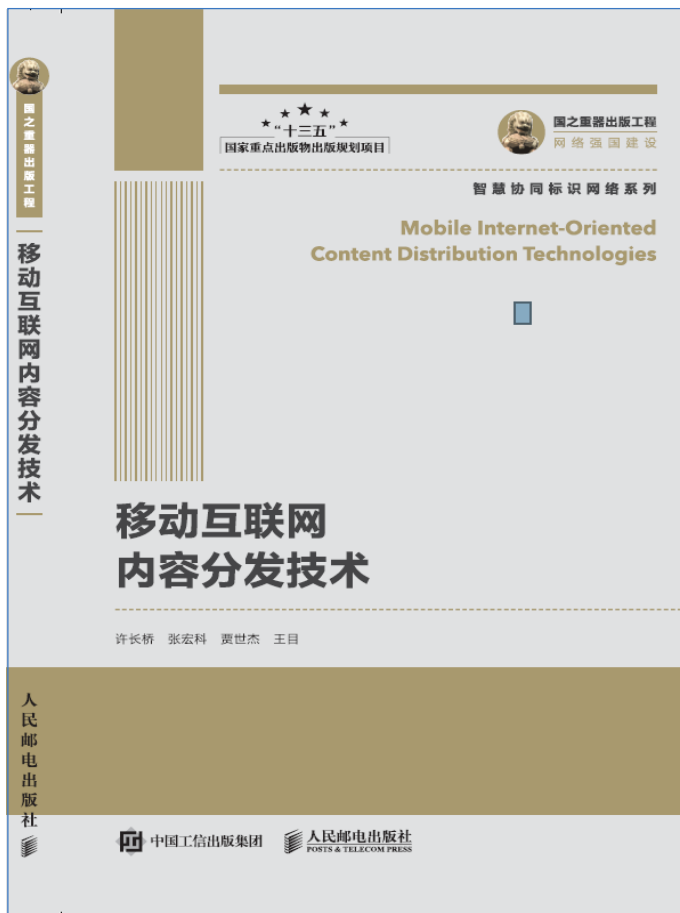 国之重器出版工程
移动互联网内容分发技术
人民邮电出版社
“十三五”
国家重点出版物出版规划项目
国之重器出版工程
网络强国建设
智慧协同标识网络系列
Mobile Internet-Oriented
Content Distribution Technologies
移动互联网
内容分发技术
许长桥 张宏科 贾世杰 王目
中国工信出版集团
人民邮电出版社
POSTS & TELECOM PRESS